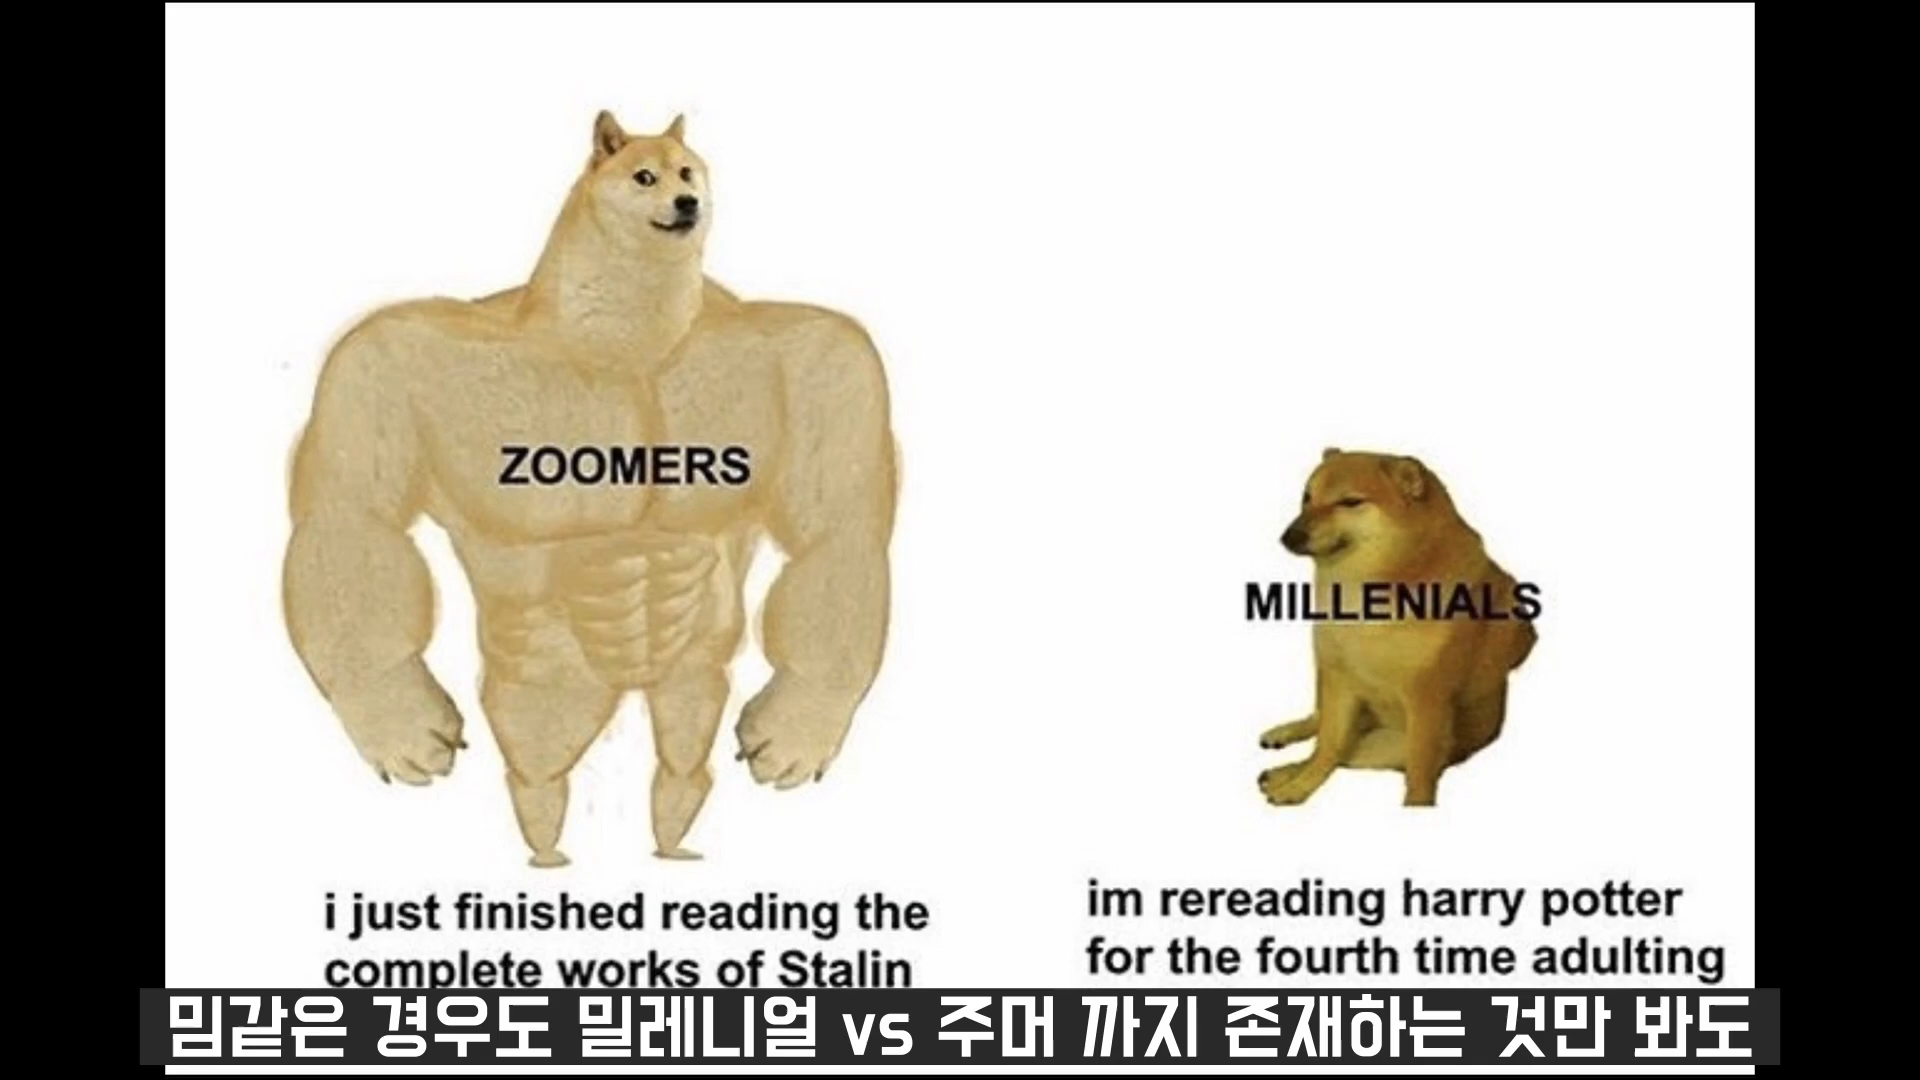 ZOOMERS
MILLENIALS
i just finished reading the
complete works of Stalin
im rereading harry potter
for the fourth time adulting
밈같은 경우도 밀레니얼 vs 주머 까지 존재하는 것만 봐도